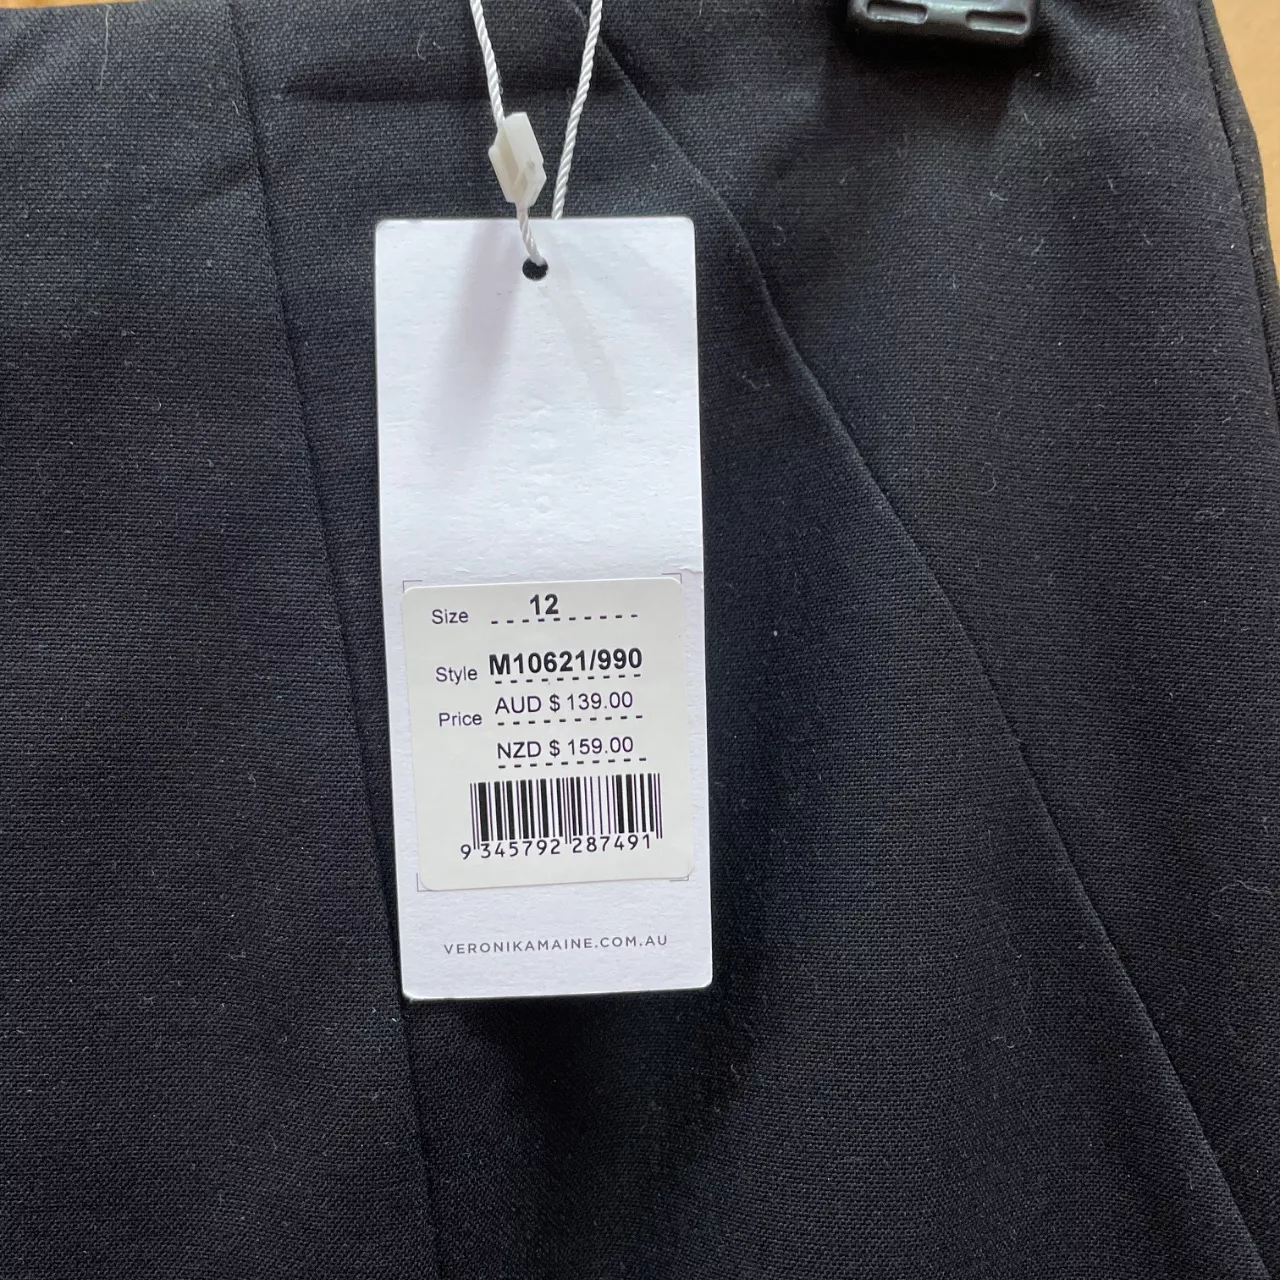 Size 12
Style M10621/990
Price AUD $ 139.00
NZD $ 159.00
9 345792 287491
VERONIKAMAINE.COM.AU